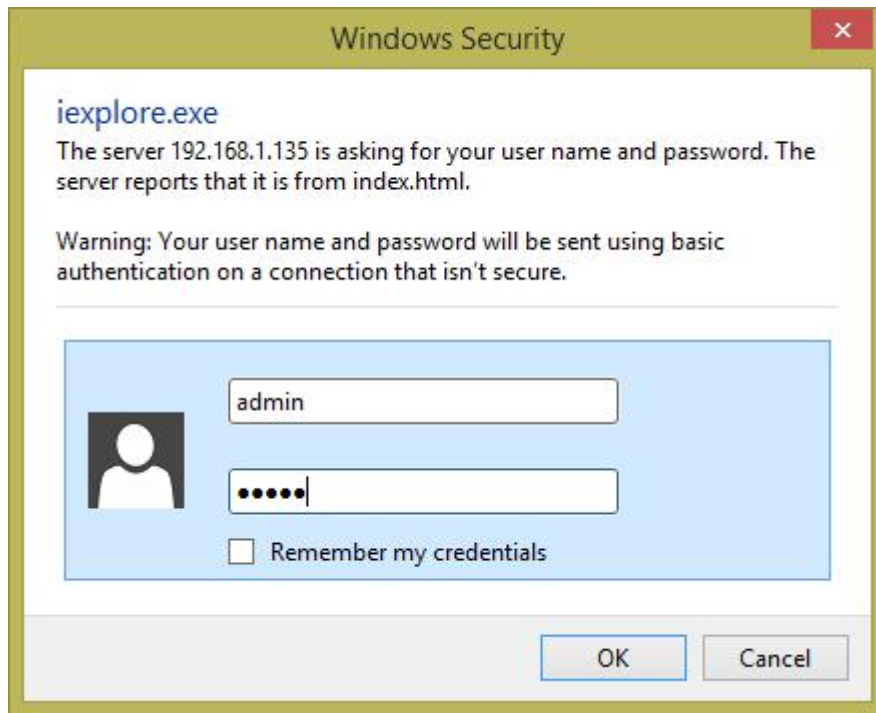 Windows Security
iexplore.exe
The server 192.168.1.135 is asking for your user name and password. The
server reports that it is from index.html.
Warning: Your user name and password will be sent using basic
authentication on a connection that isn't secure.
admin
•••••
Remember my credentials
OK
Cancel